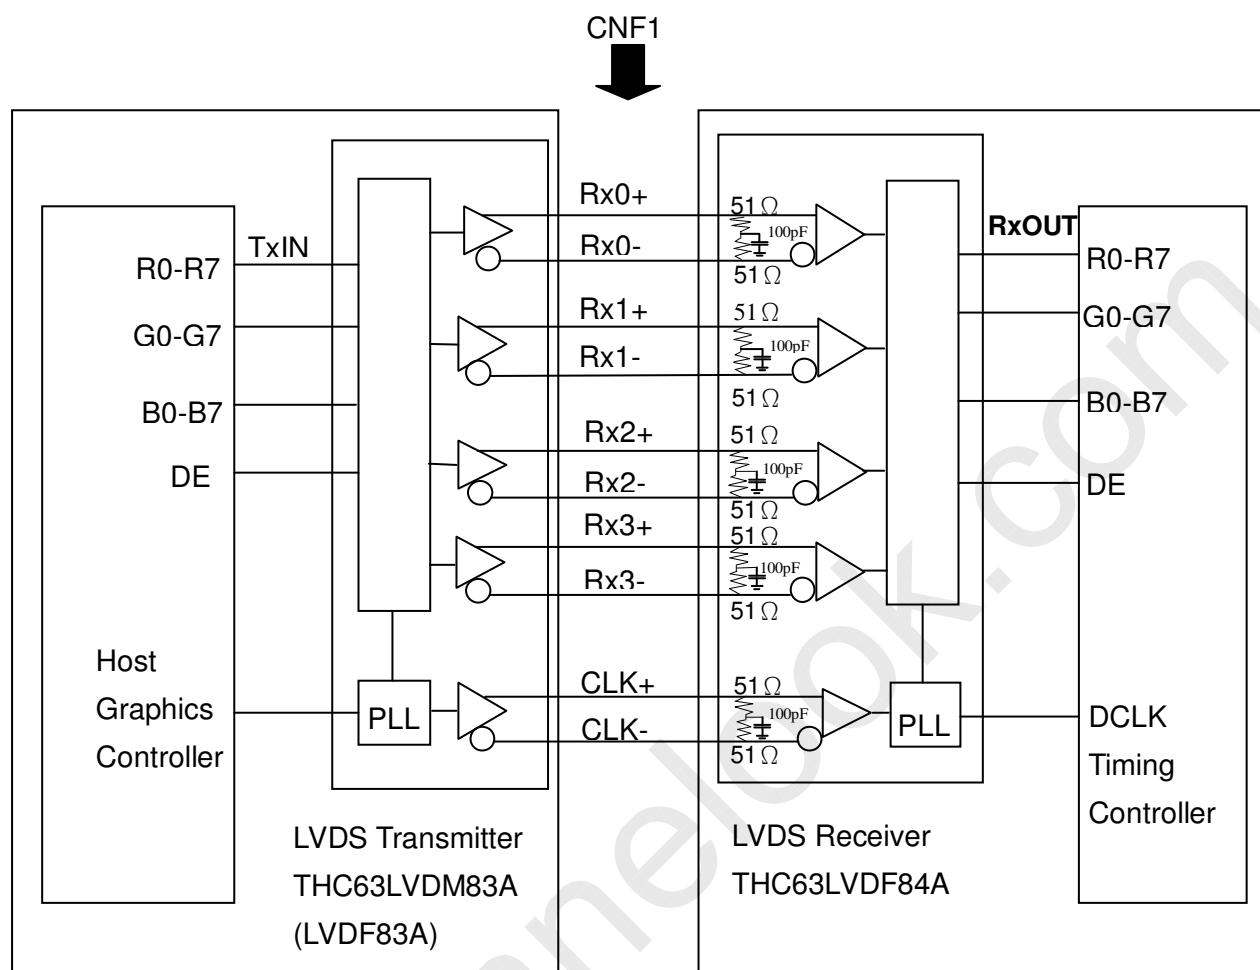 CNF1
TxIN
R0-R7
G0-G7
B0-B7
DE
Host
Graphics
Controller
PLL
LVDS Transmitter
THC63LVDM83A
(LVDF83A)
Rx0+
Rx0-
Rx1+
Rx1-
Rx2+
Rx2-
Rx3+
Rx3-
CLK+
CLK-
51Ω
100pF
51Ω
51Ω
100pF
51Ω
51Ω
100pF
51Ω
51Ω
100pF
51Ω
51Ω
100pF
51Ω
PLL
LVDS Receiver
THC63LVDF84A
RxOUT
R0-R7
G0-G7
B0-B7
DE
DCLK
Timing
Controller
nelook.com